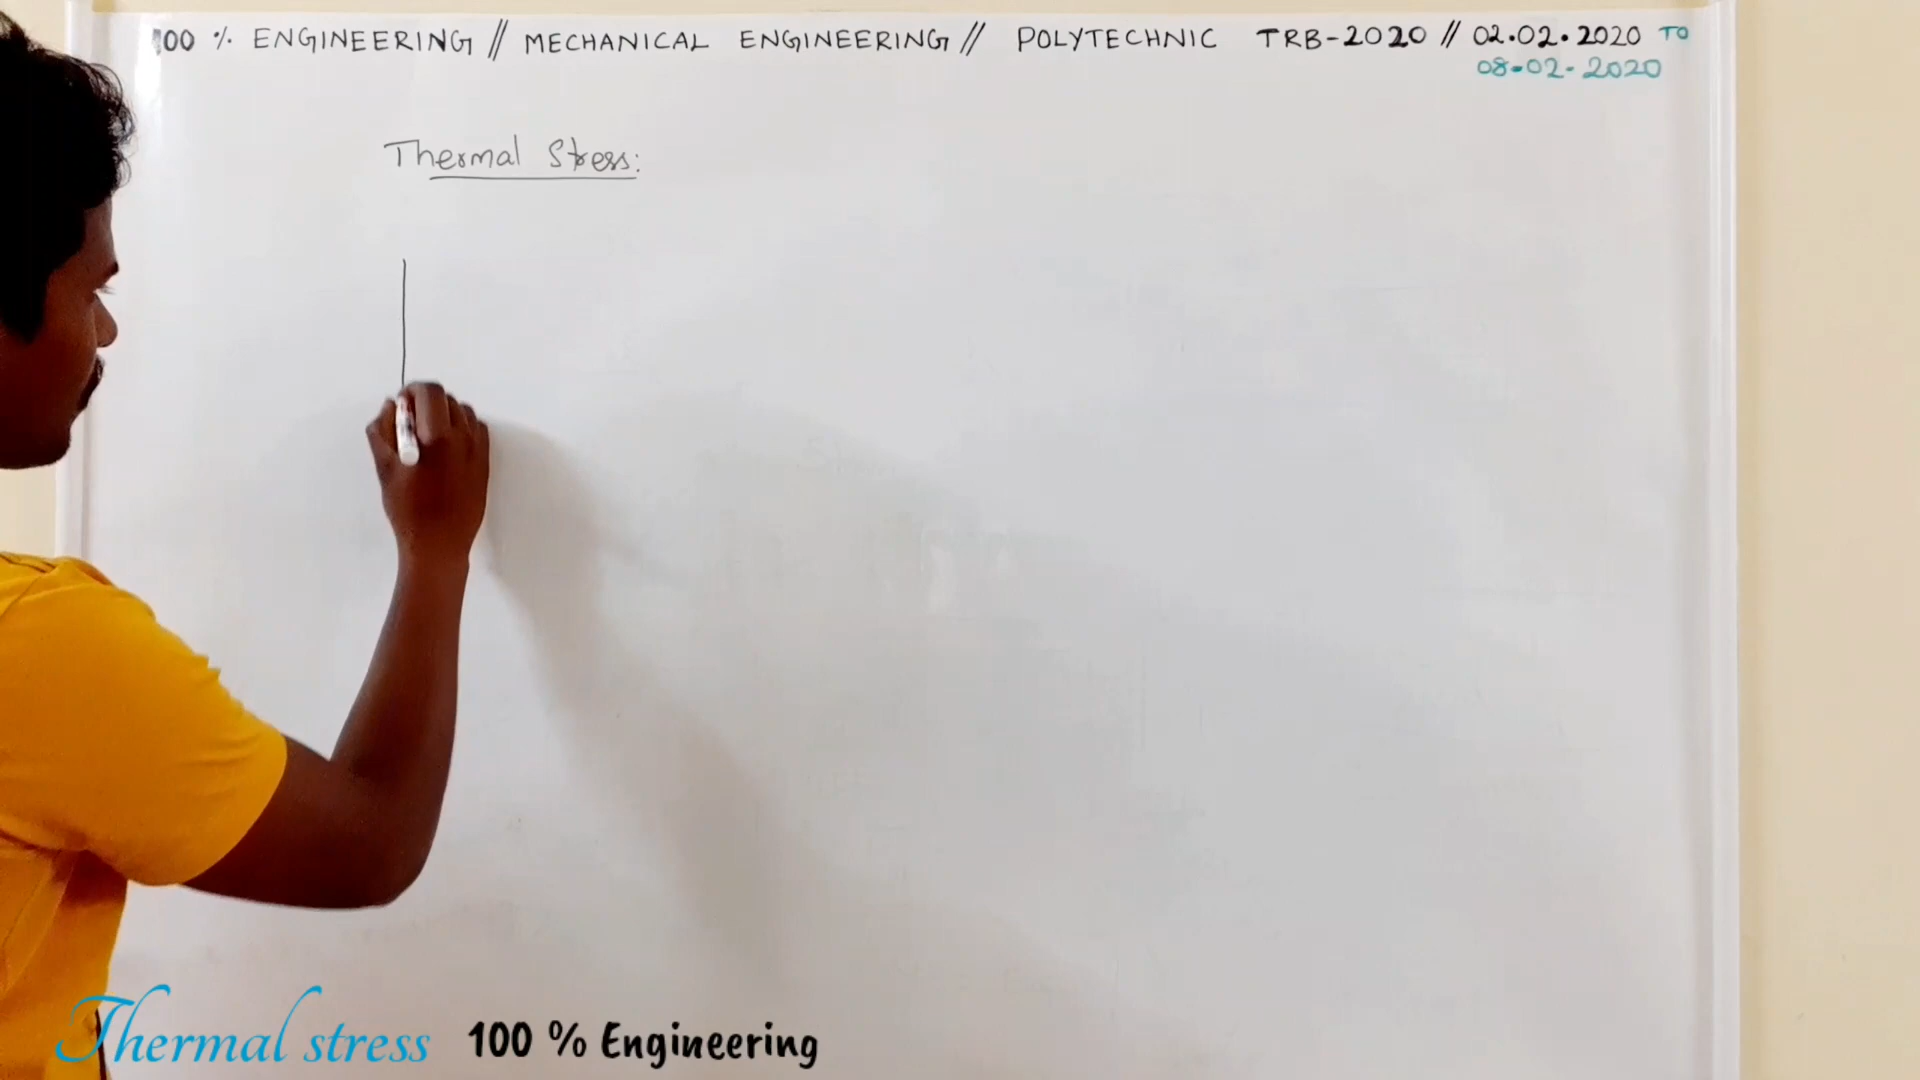 100 % ENGINEERING // MECHANICAL ENGINEERING // POLYTECHNIC TRB-2020 // 02.02.2020 TO
08-02-2020
Thermal Stress:
Thermal stress 100 % Engineering